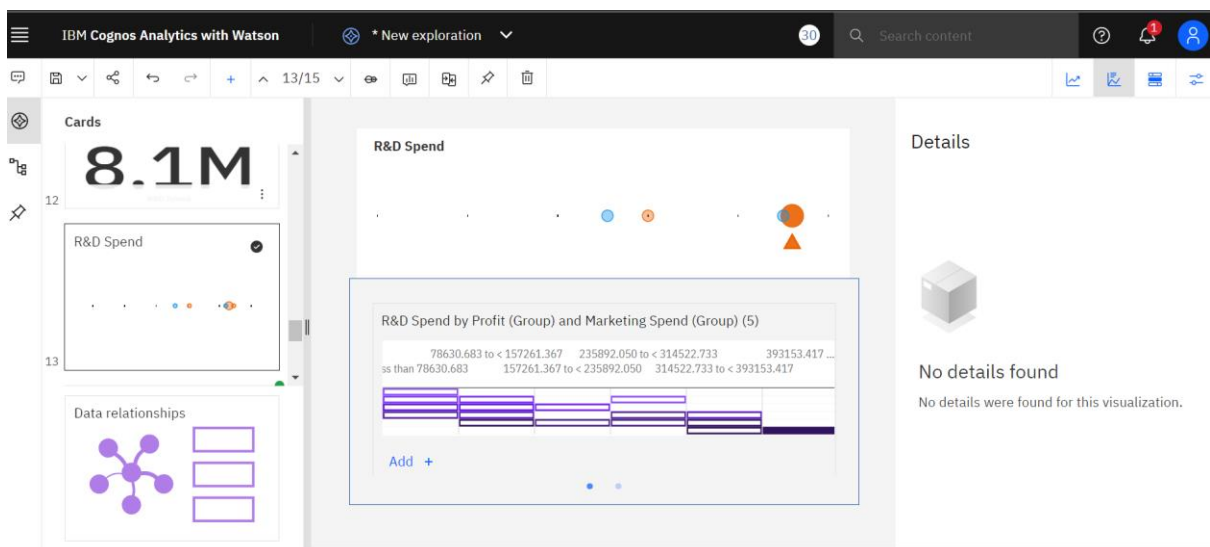 IBM Cognos Analytics with Watson
* New exploration
30
Search content
1
13/15
Cards
8.1M
12
R&D Spend
13
Data relationships
R&D Spend
R&D Spend by Profit (Group) and Marketing Spend (Group) (5)
78630.683 to < 157261.367 235892.050 to < 314522.733 393153.417 ...
ss than 78630.683 157261.367 to < 235892.050 314522.733 to < 393153.417
Add +
Details
No details found
No details were found for this visualization.